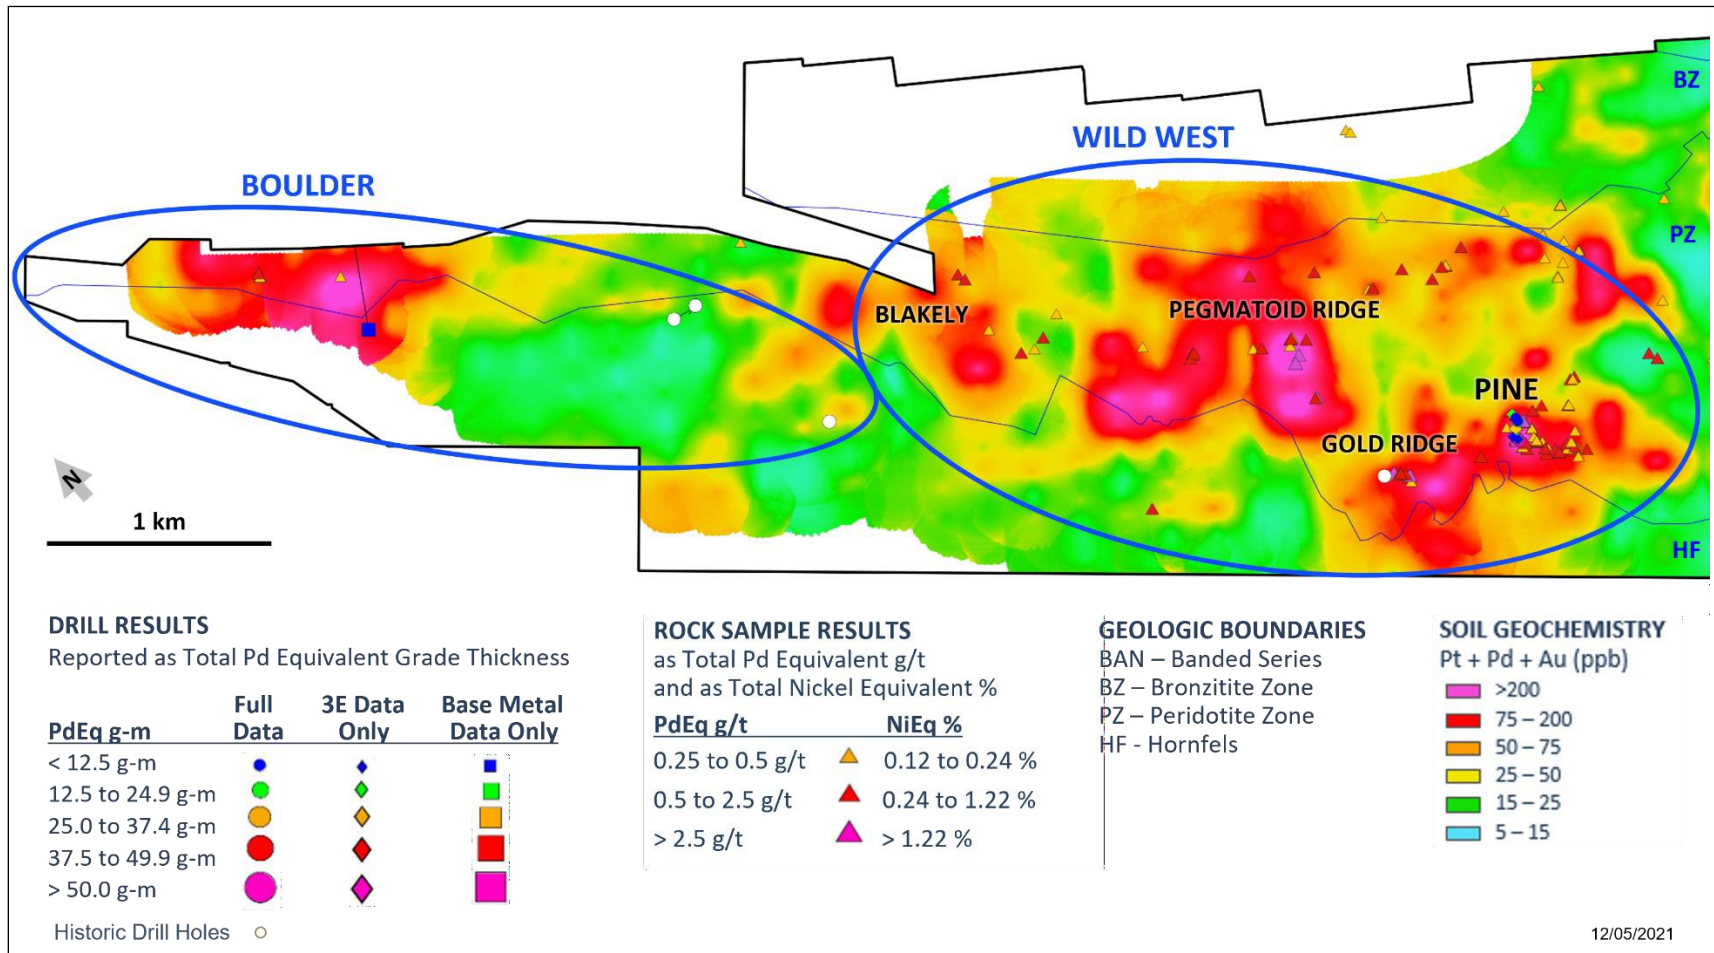 BZ
WILD WEST
BOULDER
PZ
BLAKELY
PEGMATOID RIDGE
PINE
GOLD RIDGE
N
1 km
HF
DRILL RESULTS
Reported as Total Pd Equivalent Grade Thickness
Full Data
3E Data Only
Base Metal Data Only
PdEq g-m
< 12.5 g-m
12.5 to 24.9 g-m
25.0 to 37.4 g-m
37.5 to 49.9 g-m
> 50.0 g-m
Historic Drill Holes
ROCK SAMPLE RESULTS
as Total Pd Equivalent g/t
and as Total Nickel Equivalent %
PdEq g/t NiEq %
0.25 to 0.5 g/t 0.12 to 0.24 %
0.5 to 2.5 g/t 0.24 to 1.22 %
> 2.5 g/t > 1.22 %
GEOLOGIC BOUNDARIES
BAN – Banded Series
BZ – Bronzitite Zone
PZ – Peridotite Zone
HF - Hornfels
SOIL GEOCHEMISTRY
Pt + Pd + Au (ppb)
>200
75 – 200
50 – 75
25 – 50
15 – 25
5 – 15
12/05/2021